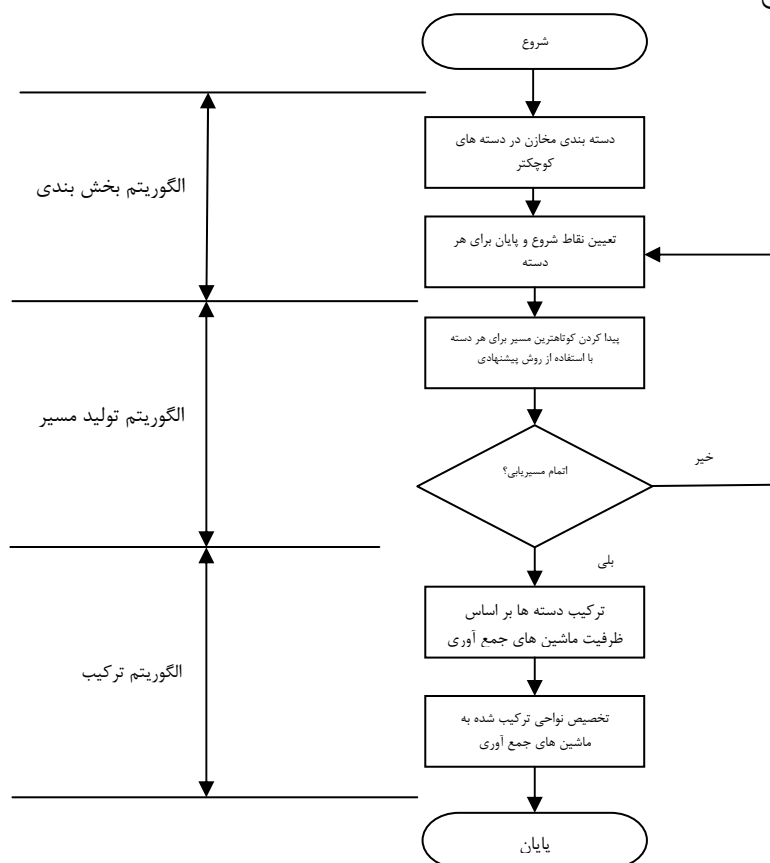 شروع
دسته بندی مخازن در دسته های
کوچکتر
الگوریتم بخش بندی
تعیین نقاط شروع و پایان برای هر
دسته
پیدا کردن کوتاهترین مسیر برای هر دسته
با استفاده از روش پیشنهادی
الگوریتم تولید مسیر
اتمام مسیریابی؟
خیر
بلی
ترکیب دسته ها بر اساس
ظرفیت ماشین های جمع آوری
الگوریتم ترکیب
تخصیص نواحی ترکیب شده به
ماشین های جمع آوری
پایان